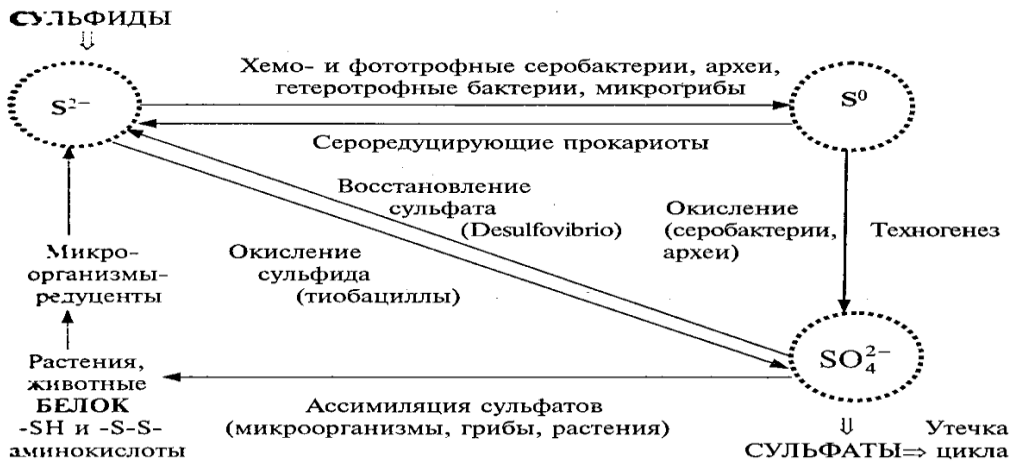 СУЛЬФИДЫ
⇓
Хемо- и фототрофные серобактерии, археи,
гетеротрофные бактерии, микрогрибы
S²⁻
S⁰
Сероредуцирующие прокариоты
Восстановление
сульфата
(Desulfovibrio)
Окисление
(серобактерии,
археи)
Техногенез
Микро-
организмы-
редуценты
Окисление
сульфида
(тиобациллы)
SO₄²⁻
Растения,
животные
БЕЛОК
-SH и -S-S-
аминокислоты
Ассимиляция сульфатов
(микроорганизмы, грибы, растения)
⇓ Утечка
СУЛЬФАТЫ⇒ цикла